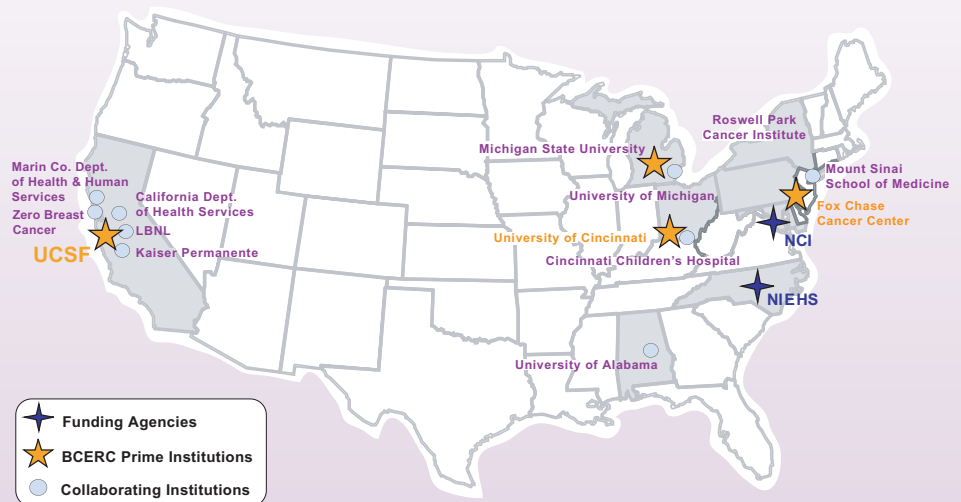 Roswell Park
Cancer Institute
Michigan State University
Marin Co. Dept.
of Health & Human
Services
Mount Sinai
School of Medicine
University of Michigan
California Dept.
of Health Services
Fox Chase
Cancer Center
Zero Breast
Cancer
LBNL
University of Cincinnati
NCI
UCSF
Kaiser Permanente
Cincinnati Children's Hospital
NIEHS
University of Alabama
Funding Agencies
BCERC Prime Institutions
Collaborating Institutions